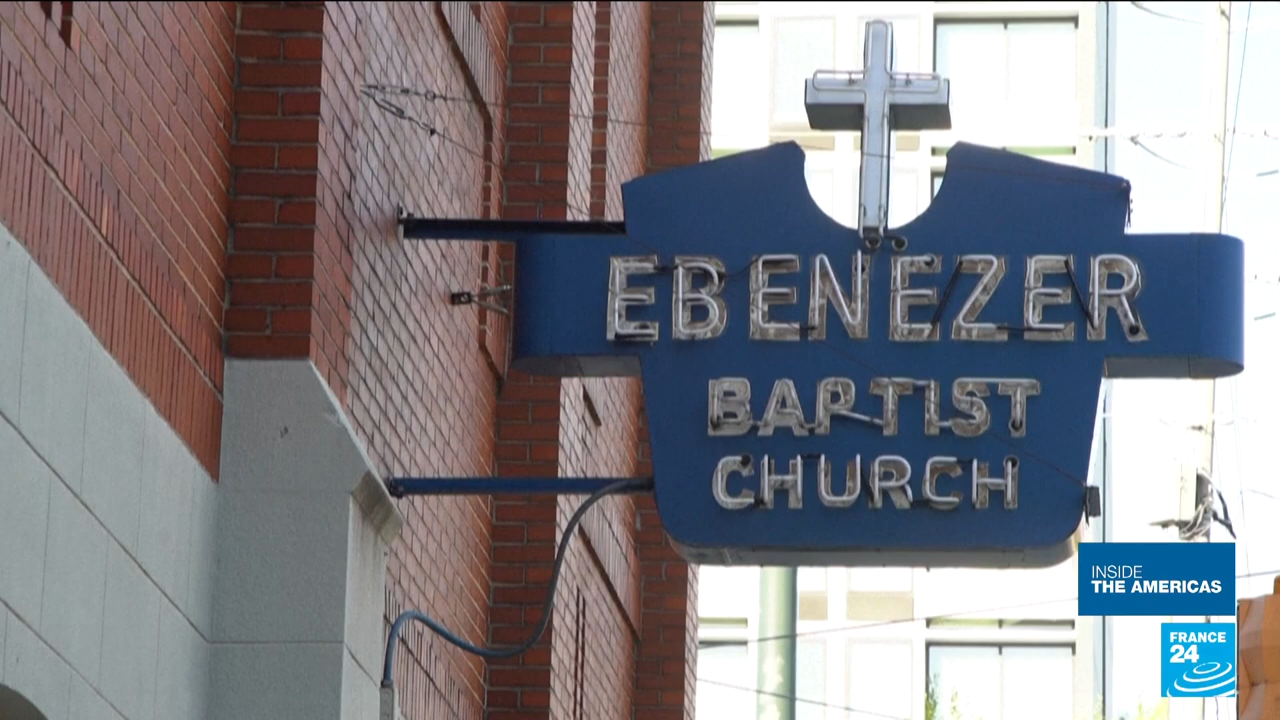 EBENEZER
BAPTIST
CHURCH
INSIDE
THE AMERICAS
FRANCE
24